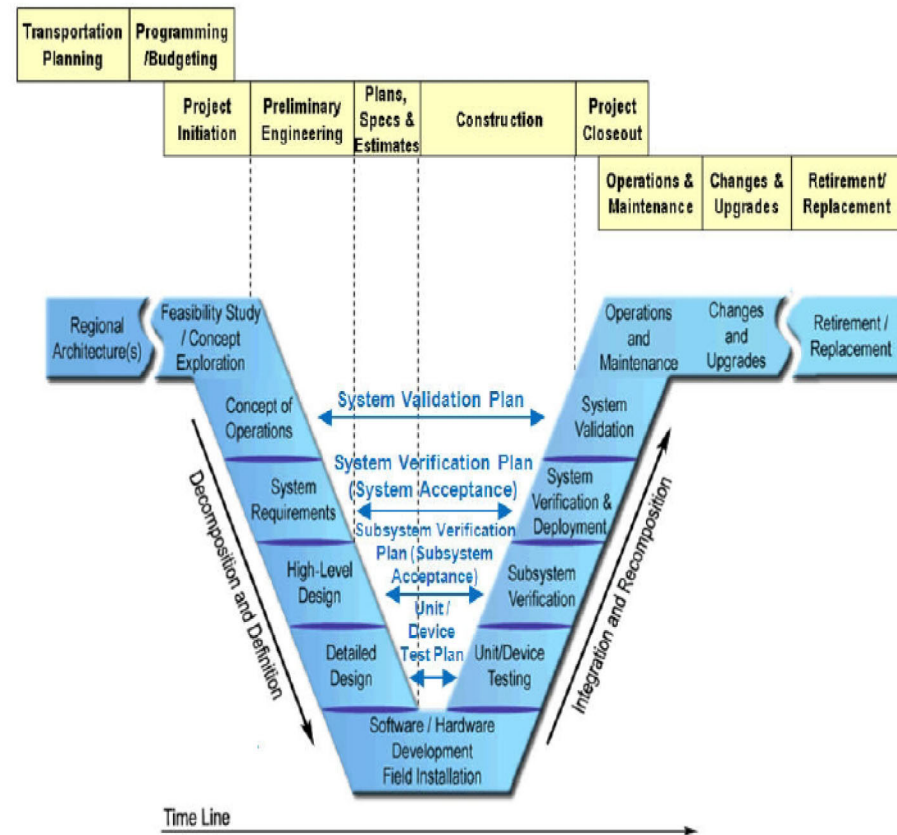 Transportation
Planning
Programming
/Budgeting
Project
Initiation
Preliminary
Engineering
Plans,
Specs &
Estimates
Construction
Project
Closeout
Operations &
Maintenance
Changes &
Upgrades
Retirement/
Replacement
Regional
Architecture(s)
Feasibility Study
/ Concept
Exploration
Operations
and
Maintenance
Changes
and
Upgrades
Retirement /
Replacement
Concept of
Operations
System Validation Plan
System
Validation
System
Requirements
System Verification Plan
(System Acceptance)
System
Verification &
Deployment
High-Level
Design
Subsystem Verification
Plan (Subsystem
Acceptance)
Subsystem
Verification
Detailed
Design
Unit /
Device
Test Plan
Unit/Device
Testing
Software / Hardware
Development
Field Installation
Decomposition and Definition
Integration and Recomposition
Time Line